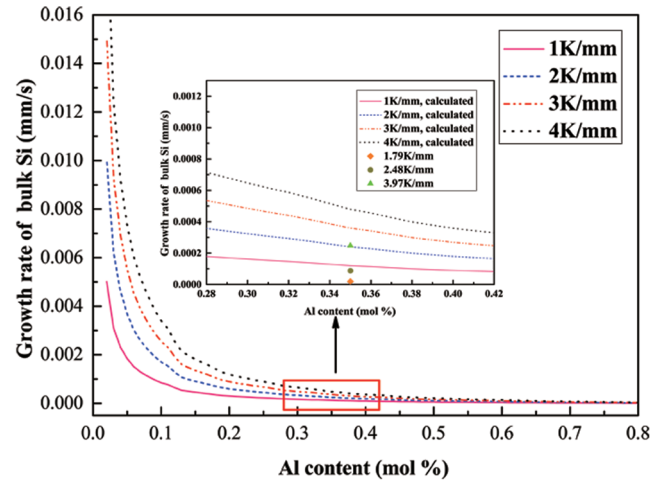 0.016
0.014
0.012
0.010
0.008
0.006
0.004
0.002
0.000
Growth rate of bulk Si (mm/s)
0.0 0.1 0.2 0.3 0.4 0.5 0.6 0.7 0.8
Al content (mol %)
1K/mm
2K/mm
3K/mm
4K/mm
0.0012
0.0010
0.0008
0.0006
0.0004
0.0002
0.0000
Growth rate of bulk Si (mm/s)
0.28 0.30 0.32 0.34 0.36 0.38 0.40 0.42
Al content (mol %)
1K/mm, calculated
2K/mm, calculated
3K/mm, calculated
4K/mm, calculated
1.79K/mm
2.48K/mm
3.97K/mm